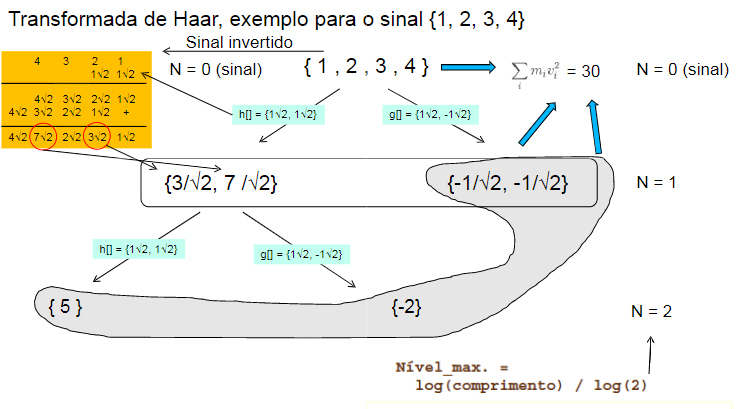 Transformada de Haar, exemplo para o sinal {1, 2, 3, 4}
Sinal invertido
4 3 2 1
1√2 1√2
4√2 3√2 2√2 1√2
4√2 3√2 2√2 1√2 +
4√2 7√2 2√2 3√2 1√2
N = 0 (sinal)
{ 1 , 2 , 3 , 4 }
∑ mᵢvᵢ² = 30
i
N = 0 (sinal)
h[] = {1√2, 1√2}
g[] = {1√2, -1√2}
{3/√2, 7 /√2}
{-1/√2, -1/√2}
N = 1
h[] = {1√2, 1√2}
g[] = {1√2, -1√2}
{ 5 }
{-2}
N = 2
Nível_max. =
log(comprimento) / log(2)